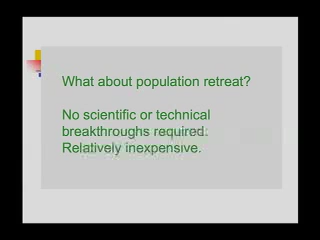 What about population retreat?
No scientific or technical
breakthroughs required.
Relatively inexpensive.